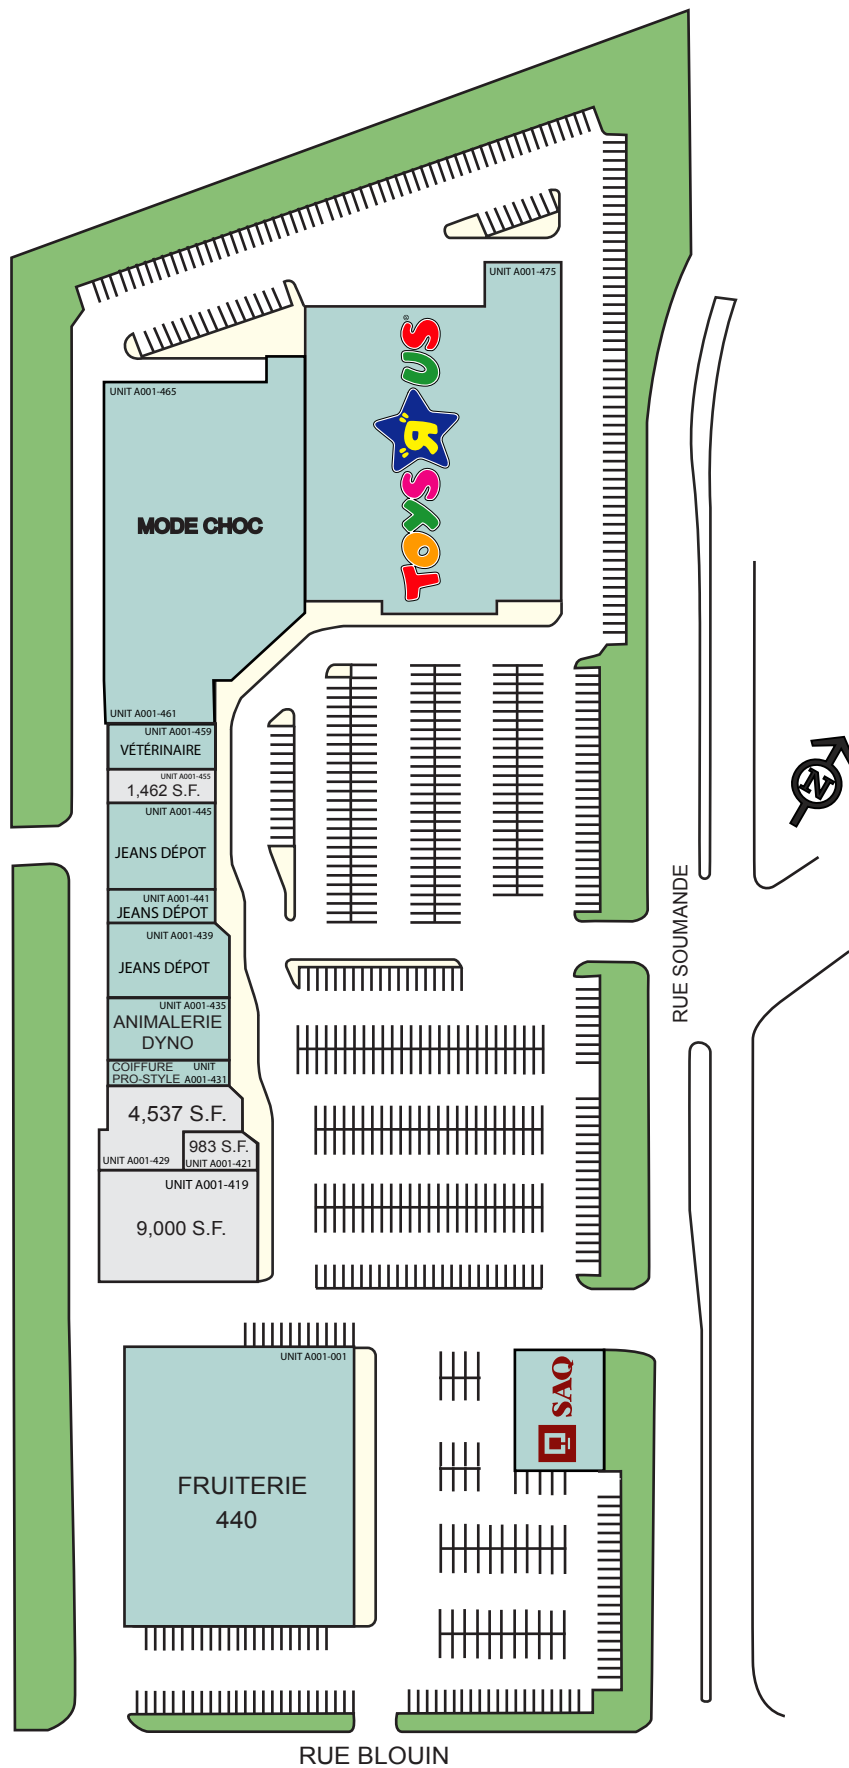 UNIT A001-475
TOYS"R"US®
UNIT A001-465
MODE CHOC
UNIT A001-461
UNIT A001-459
VÉTÉRINAIRE
UNIT A001-455
1,462 S.F.
UNIT A001-445
JEANS DÉPOT
UNIT A001-441
JEANS DÉPOT
UNIT A001-439
JEANS DÉPOT
UNIT A001-435
ANIMALERIE
DYNO
COIFFURE
PRO-STYLE
UNIT
A001-431
4,537 S.F.
UNIT A001-429
983 S.F.
UNIT A001-421
UNIT A001-419
9,000 S.F.
N
RUE SOUMANDE
UNIT A001-001
FRUITERIE
440
SAQ
RUE BLOUIN